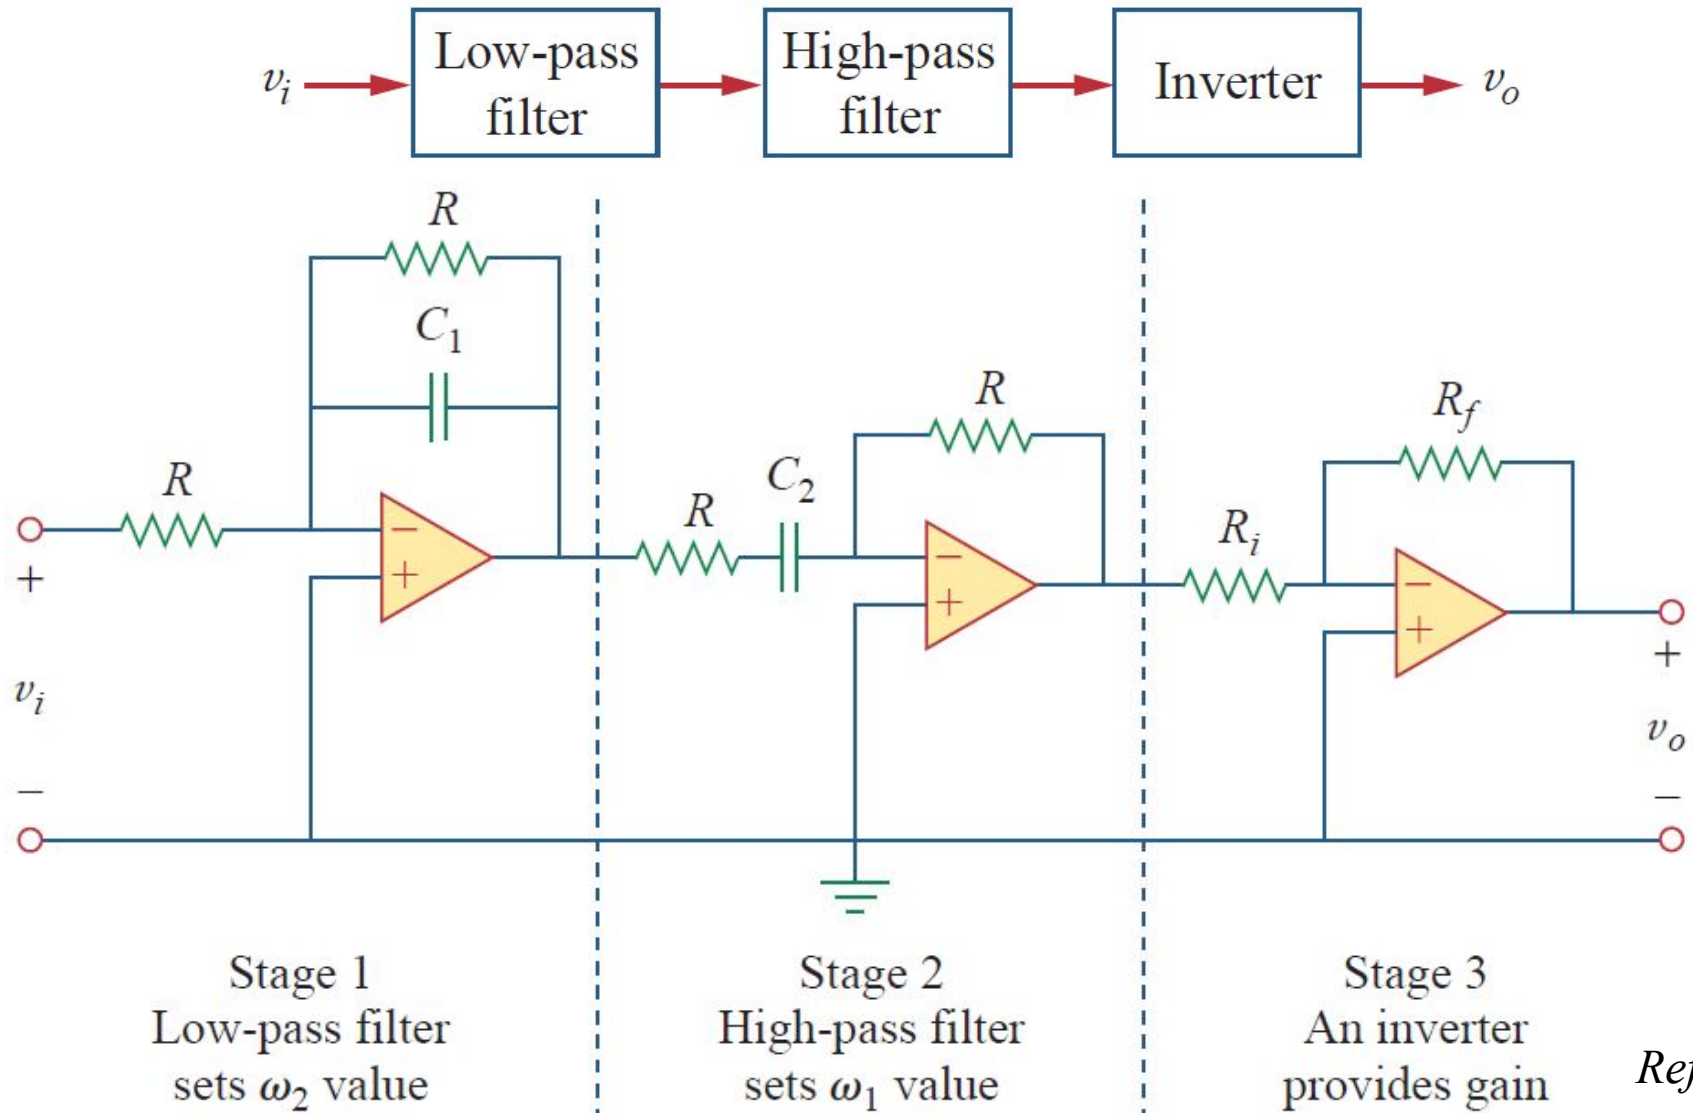 v_i
Low-pass
filter
High-pass
filter
Inverter
v_o
R
C_1
R
−
+
+
v_i
−
R
C_2
R
−
+
R_i
R_f
−
+
+
v_o
−
Stage 1
Low-pass filter
sets ω_2 value
Stage 2
High-pass filter
sets ω_1 value
Stage 3
An inverter
provides gain